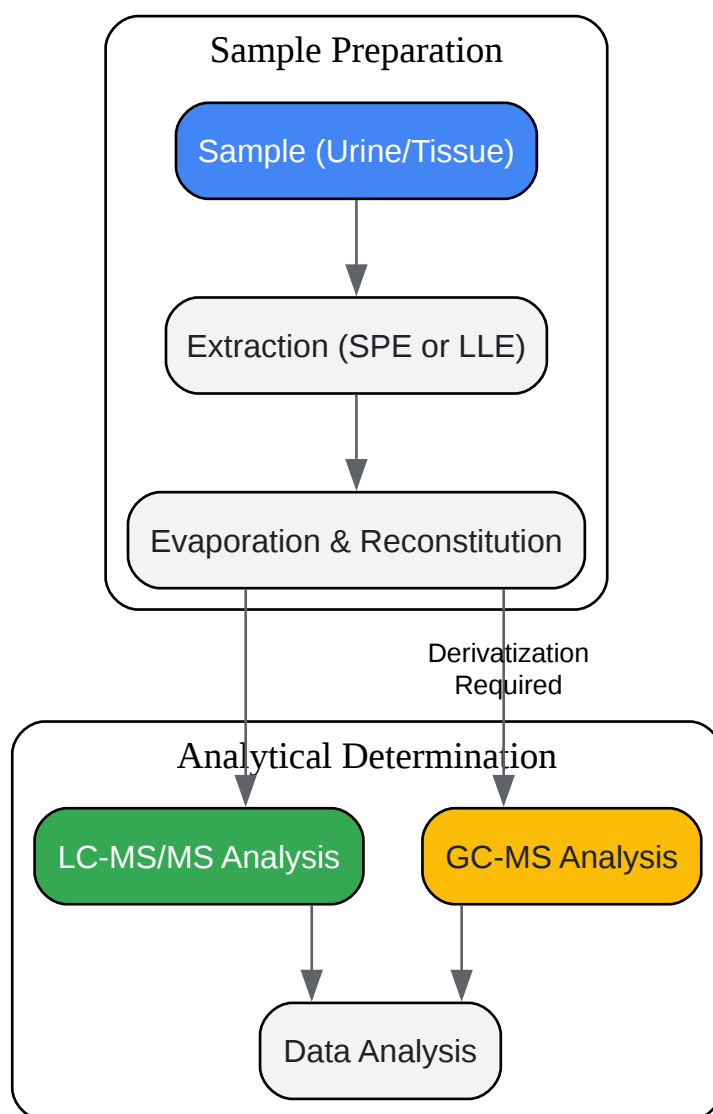 Sample Preparation
Sample (Urine/Tissue)
Extraction (SPE or LLE)
Evaporation & Reconstitution
Derivatization
Required
Analytical Determination
LC-MS/MS Analysis
GC-MS Analysis
Data Analysis